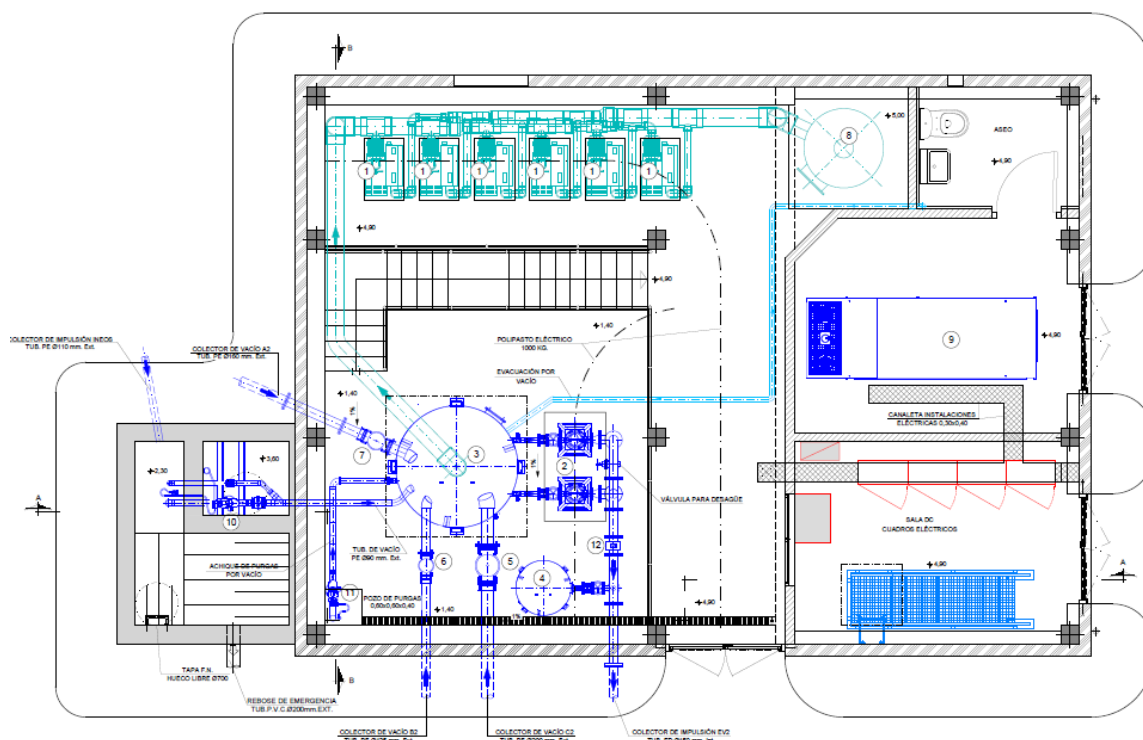 B
8
5,00
ASEO
4,90
1
1
1
1
1
1
4,90
4,90
1,40
COLECTOR DE IMPULSIÓN INEOS
TUB. PE Ø110 mm. Ext.
COLECTOR DE VACÍO A2
TUB. PE Ø160 mm. Ext.
POLIPASTO ELÉCTRICO
1000 KG.
EVACUACIÓN POR
VACÍO
9
4,90
1,40
1%
CANALETA INSTALACIONES
ELÉCTRICAS 0,30x0,40
7
3
2
1%
2,30
3,60
VÁLVULA PARA DESAGÜE
A
10
SALA DC
CUADROS ELÉCTRICOS
12
TUB. DE VACÍO
PE Ø90 mm. Ext.
ACHIQUE DE PURGAS
POR VACÍO
6
5
4
4,90
A
11
POZO DE PURGAS
0,60x0,60x0,40
1,40
4,90
1%
TAPA F.N.
HUECO LIBRE Ø700
B
REBOSE DE EMERGENCIA
TUB.P.V.C.Ø200mm.EXT.
COLECTOR DE VACÍO B2
COLECTOR DE VACÍO C2
COLECTOR DE IMPULSIÓN EV2